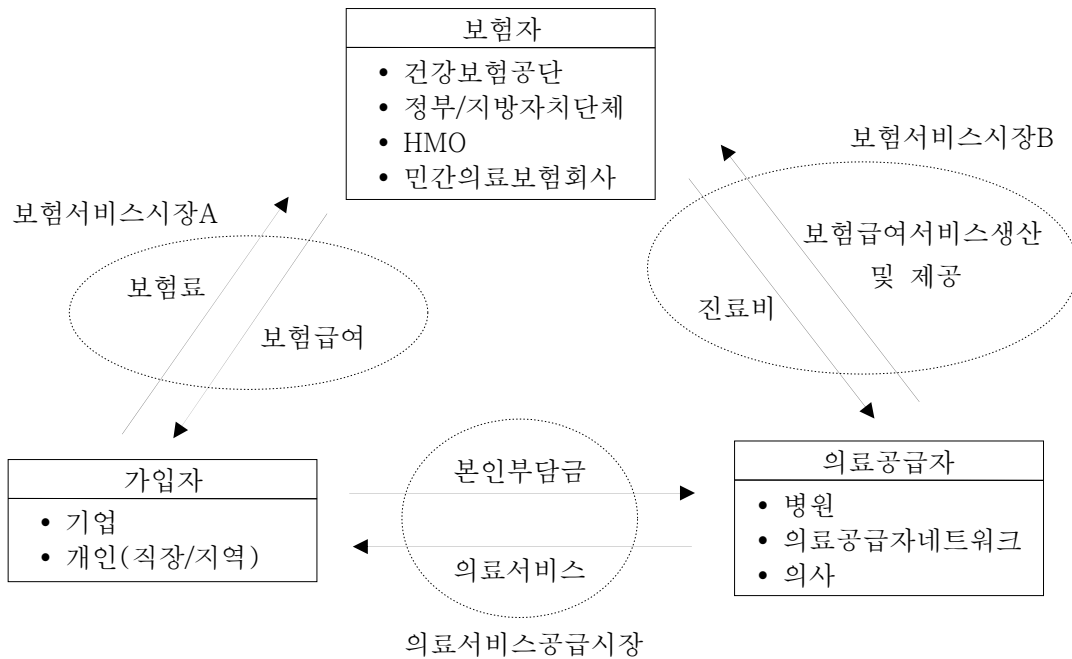 보험자
• 건강보험공단
• 정부/지방자치단체
• HMO
• 민간의료보험회사
보험서비스시장B
보험서비스시장A
보험급여서비스생산
및 제공
보험료
진료비
보험급여
가입자
• 기업
• 개인(직장/지역)
본인부담금
의료서비스
의료공급자
• 병원
• 의료공급자네트워크
• 의사
의료서비스공급시장